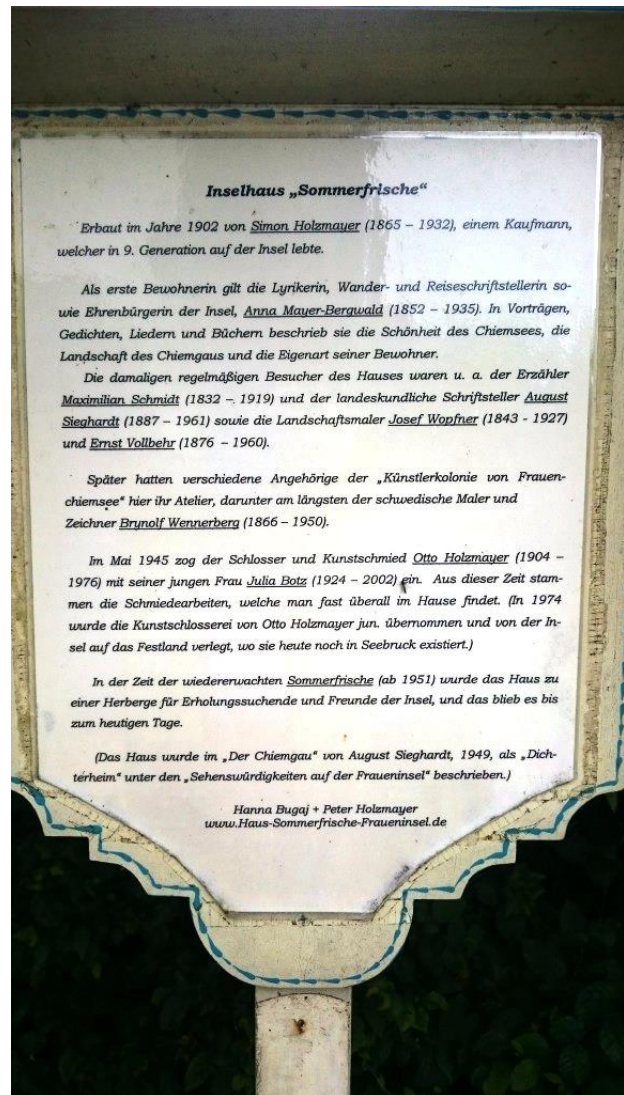 Inselhaus „Sommerfrische“
Erbaut im Jahre 1902 von Simon Holzmayer (1865 – 1932), einem Kaufmann,
welcher in 9. Generation auf der Insel lebte.
Als erste Bewohnerin gilt die Lyrikerin, Wander- und Reiseschriftstellerin so-
wie Ehrenbürgerin der Insel, Anna Mayer-Bergwald (1852 – 1935). In Vorträgen,
Gedichten, Liedern und Büchern beschrieb sie die Schönheit des Chiemsees, die
Landschaft des Chiemgaus und die Eigenart seiner Bewohner.
Die damaligen regelmäßigen Besucher des Hauses waren u. a. der Erzähler
Maximilian Schmidt (1832 – 1919) und der landeskundliche Schriftsteller August
Sieghardt (1887 – 1961) sowie die Landschaftsmaler Josef Wopfner (1843 - 1927)
und Ernst Vollbehr (1876 – 1960).
Später hatten verschiedene Angehörige der „Künstlerkolonie von Frauen-
chiemsee“ hier ihr Atelier, darunter am längsten der schwedische Maler und
Zeichner Brynolf Wennerberg (1866 – 1950).
Im Mai 1945 zog der Schlosser und Kunstschmied Otto Holzmayer (1904 –
1976) mit seiner jungen Frau Julia Botz (1924 – 2002) ein. Aus dieser Zeit stam-
men die Schmiedearbeiten, welche man fast überall im Hause findet. (In 1974
wurde die Kunstschlosserei von Otto Holzmayer jun. übernommen und von der In-
sel auf das Festland verlegt, wo sie heute noch in Seebruck existiert.)
In der Zeit der wiedererwachten Sommerfrische (ab 1951) wurde das Haus zu
einer Herberge für Erholungssuchende und Freunde der Insel, und das blieb es bis
zum heutigen Tage.
(Das Haus wurde im „Der Chiemgau“ von August Sieghardt, 1949, als „Dich-
terheim“ unter den „Sehenswürdigkeiten auf der Fraueninsel“ beschrieben.)
Hanna Bugaj + Peter Holzmayer
www.Haus-Sommerfrische-Fraueninsel.de